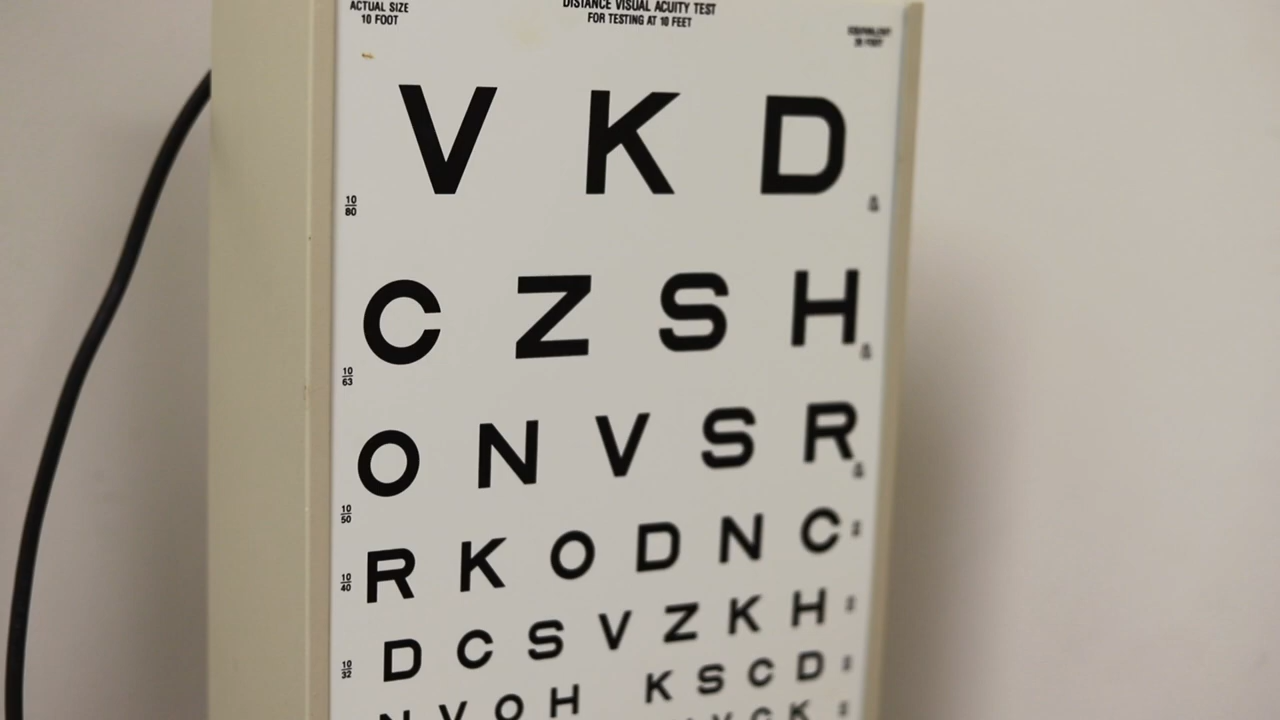 ACTUAL SIZE
10 FOOT
DISTANCE VISUAL ACUITY TEST
FOR TESTING AT 10 FEET
V K D
10
80
C Z S H
10
63
O N V S R
10
50
R K O D N C
10
40
D C S V Z K H
10
32
N V O H K S C D
V C K